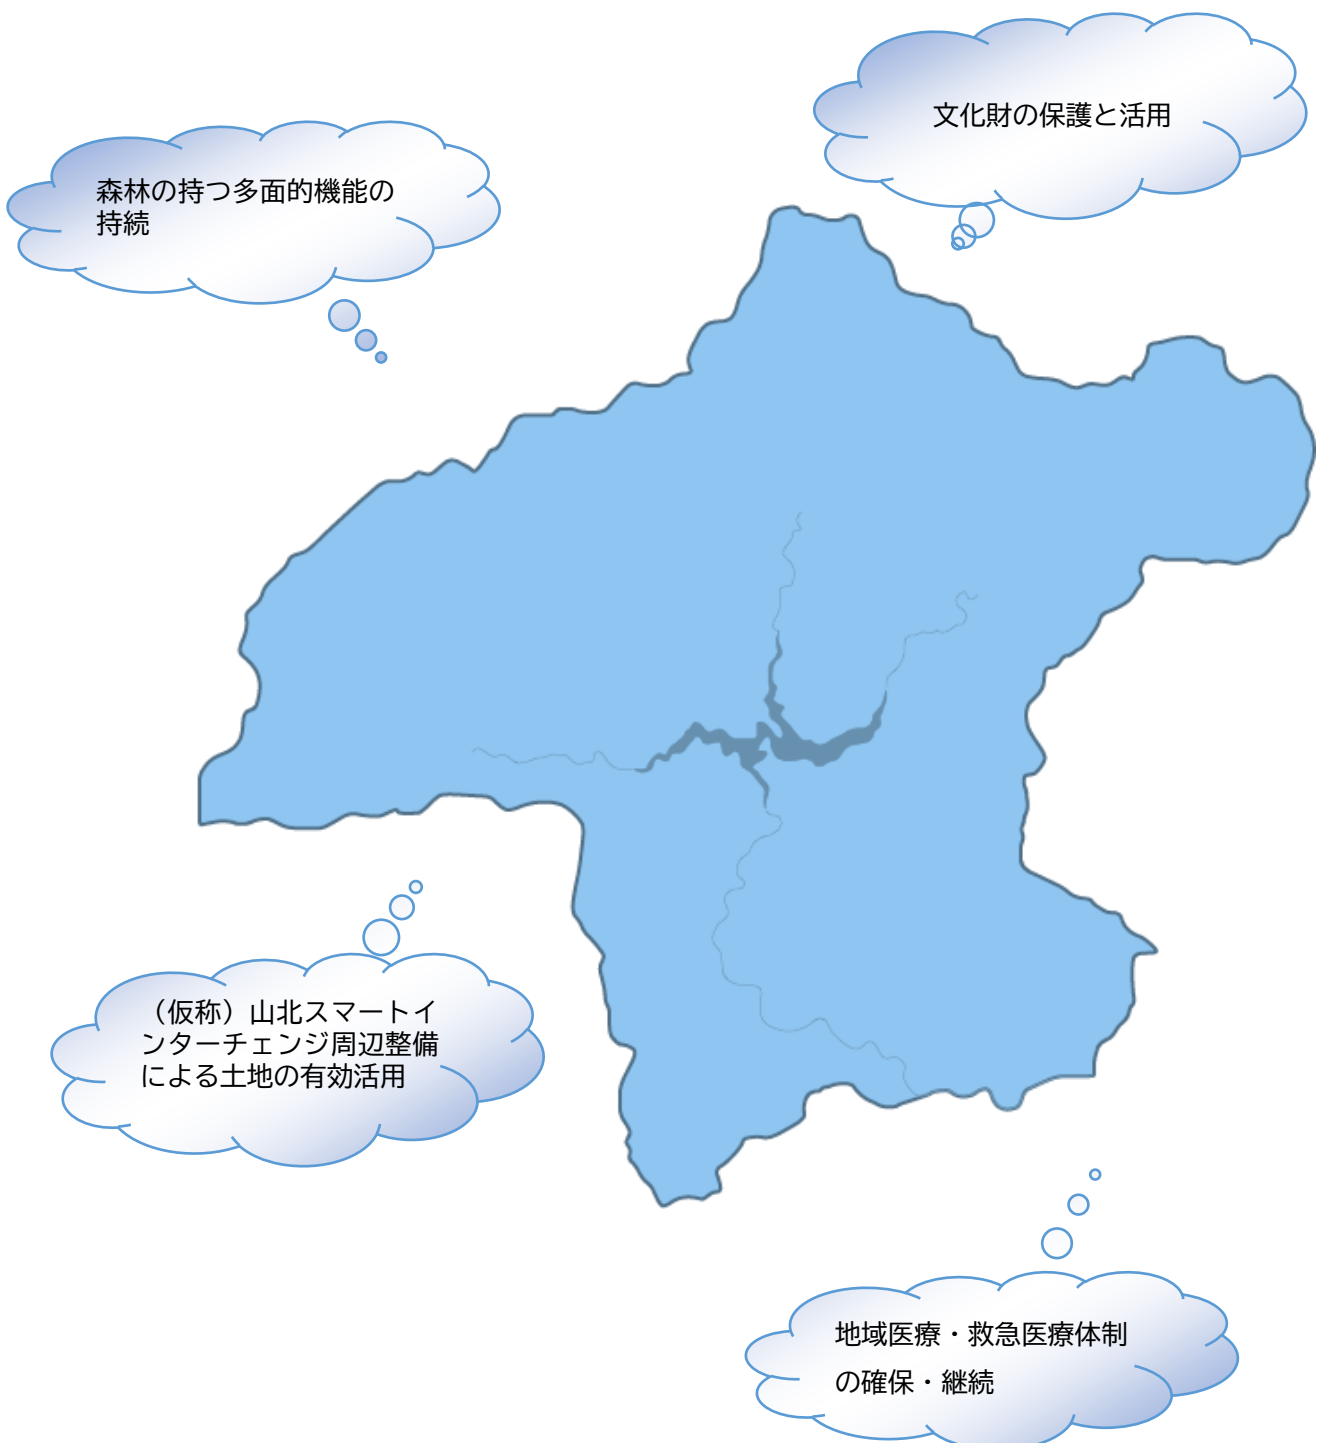 文化財の保護と活用
森林の持つ多面的機能の
持続
（仮称）山北スマートイ
ンターチェンジ周辺整備
による土地の有効活用
地域医療・救急医療体制
の確保・継続